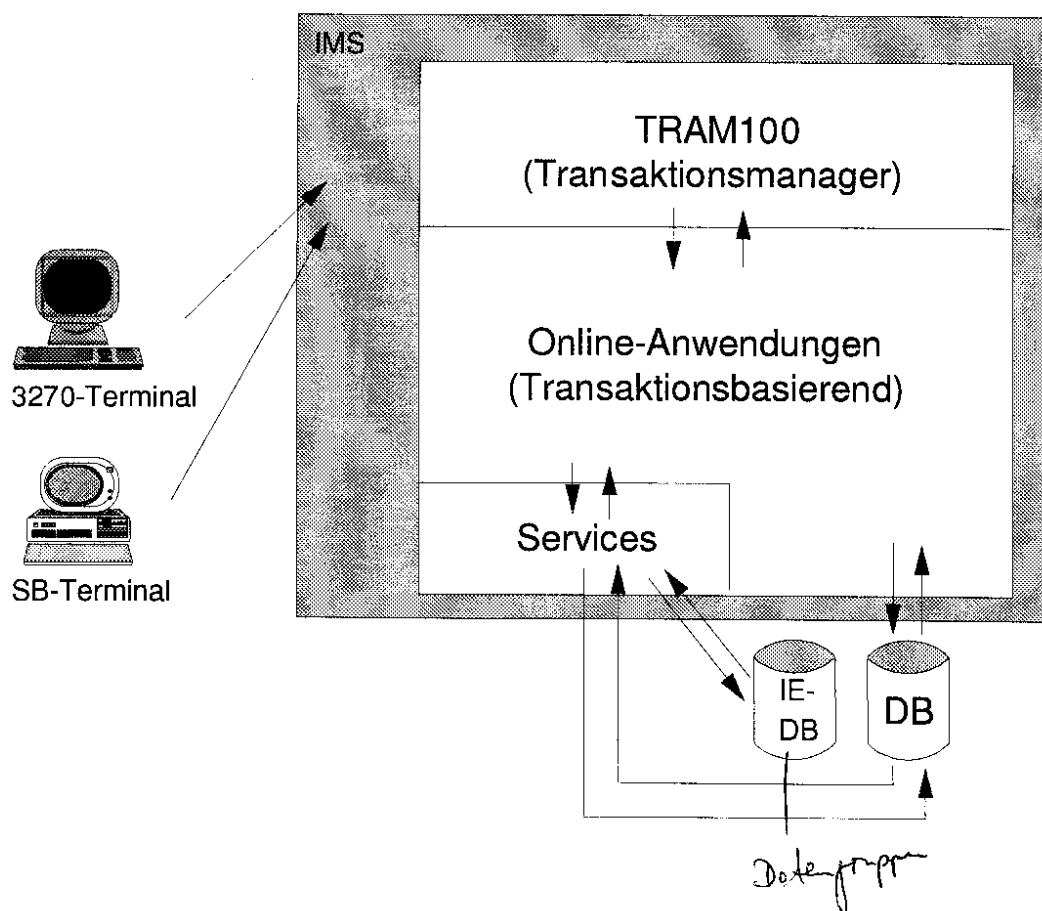 IMS
TRAM100
(Transaktionsmanager)
3270-Terminal
Online-Anwendungen
(Transaktionsbasierend)
SB-Terminal
Services
IE-
DB
DB
Datengruppen